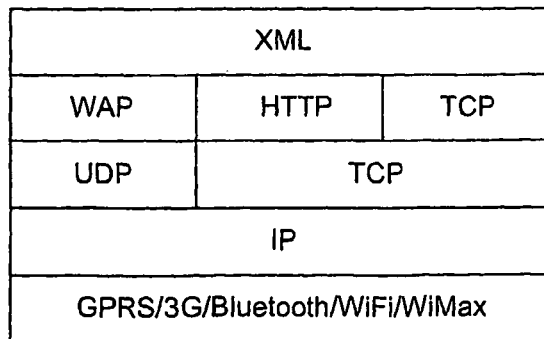 XML
WAP HTTP TCP
UDP TCP
IP
GPRS/3G/Bluetooth/WiFi/WiMax